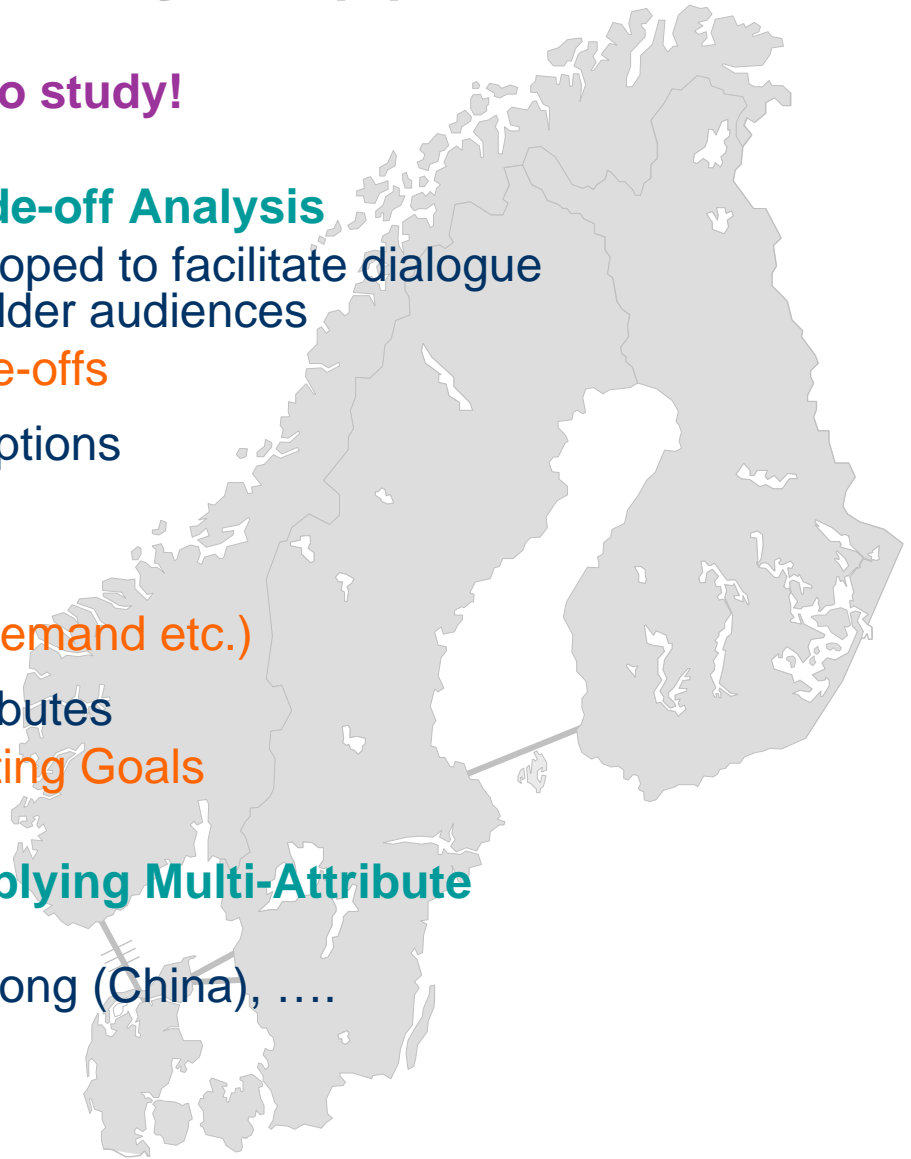 o study!
de-off Analysis
oped to facilitate dialogue
lder audiences
e-offs
ptions
emand etc.)
butes
ting Goals
plying Multi-Attribute
ong (China), ….